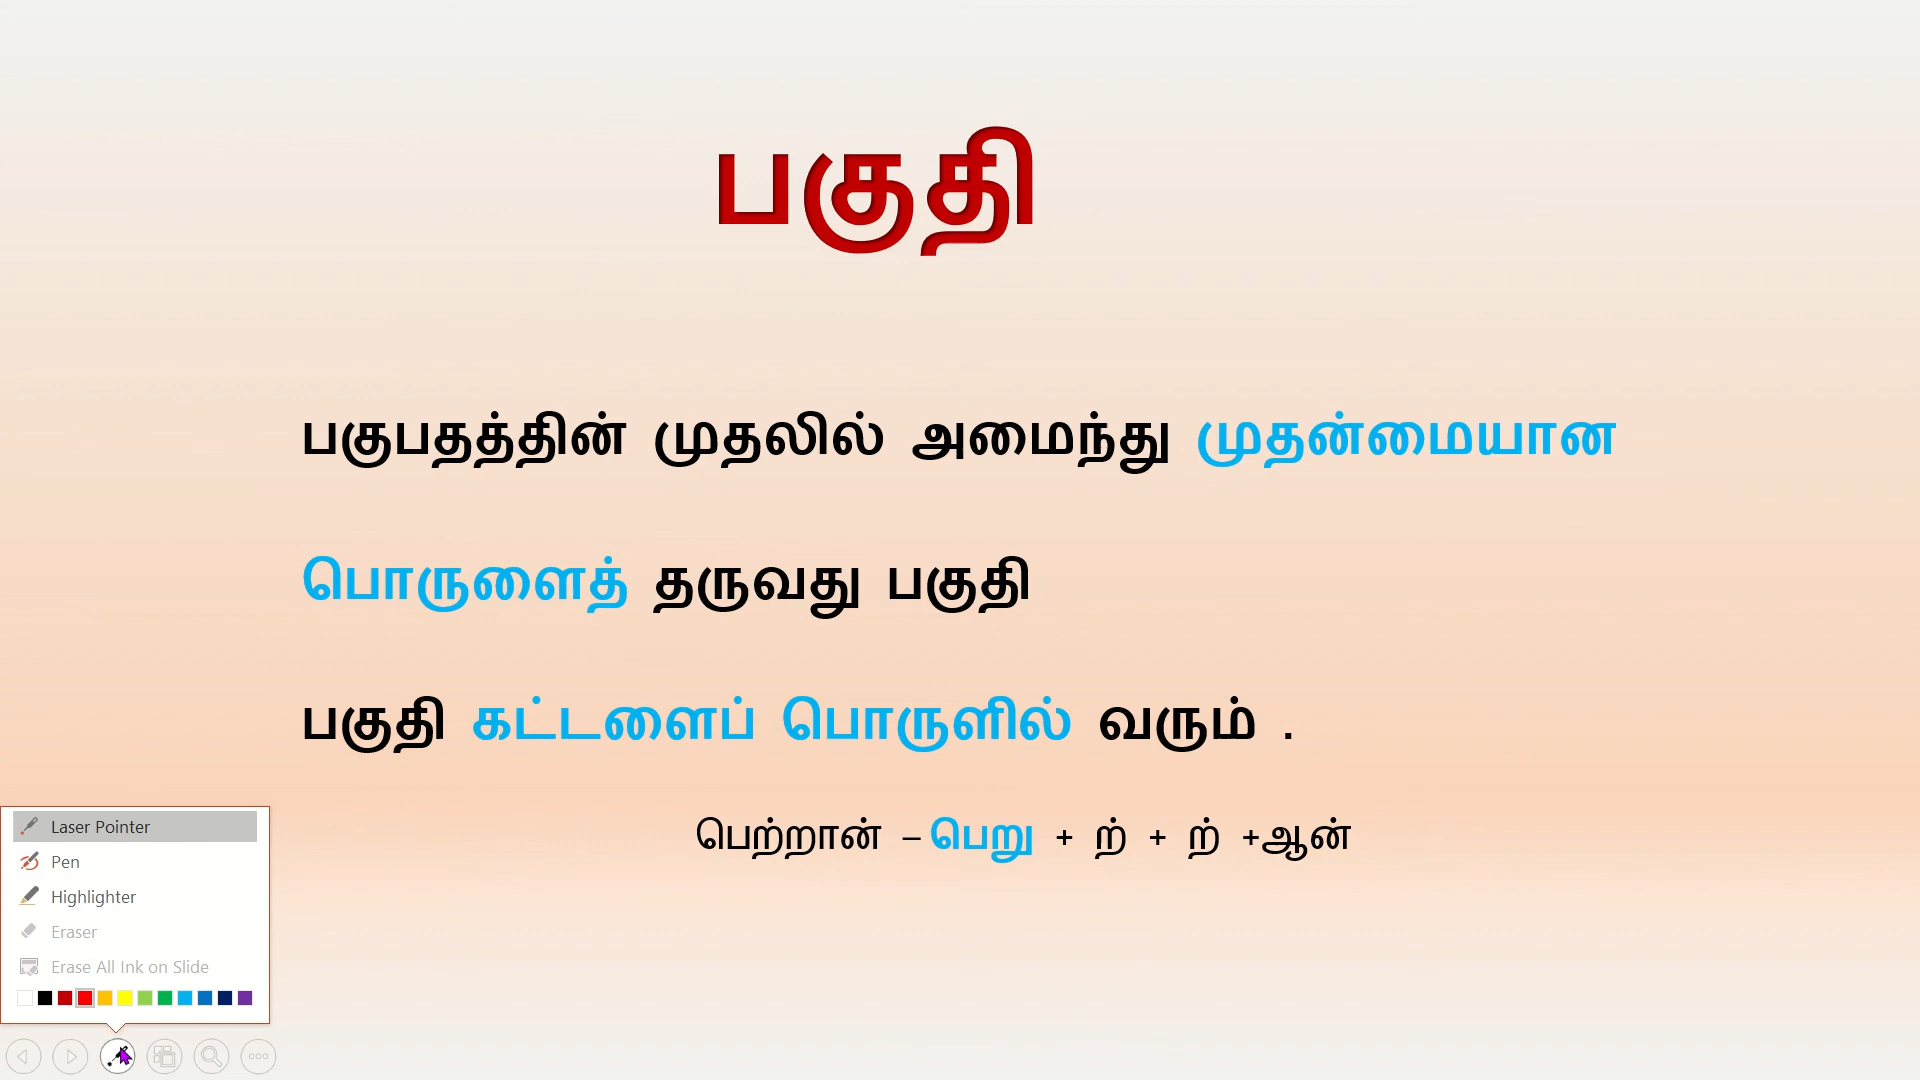 பகுதி
பகுபதத்தின் முதலில் அமைந்து முதன்மையான
பொருளைத் தருவது பகுதி
பகுதி கட்டளைப் பொருளில் வரும் .
பெற்றான் – பெறு + ற் + ற் +ஆன்
Laser Pointer
Pen
Highlighter
Eraser
Erase All Ink on Slide